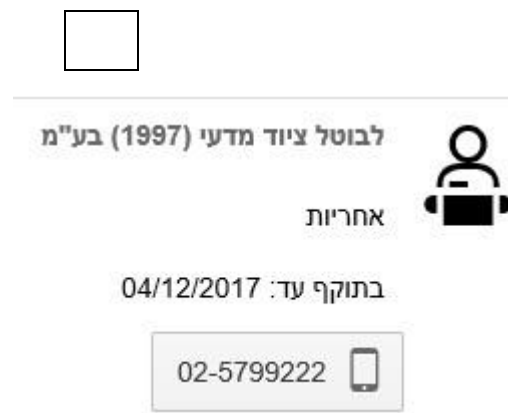 לבוטל ציוד מדעי (1997) בע"מ
אחריות
בתוקף עד: 04/12/2017
02-5799222